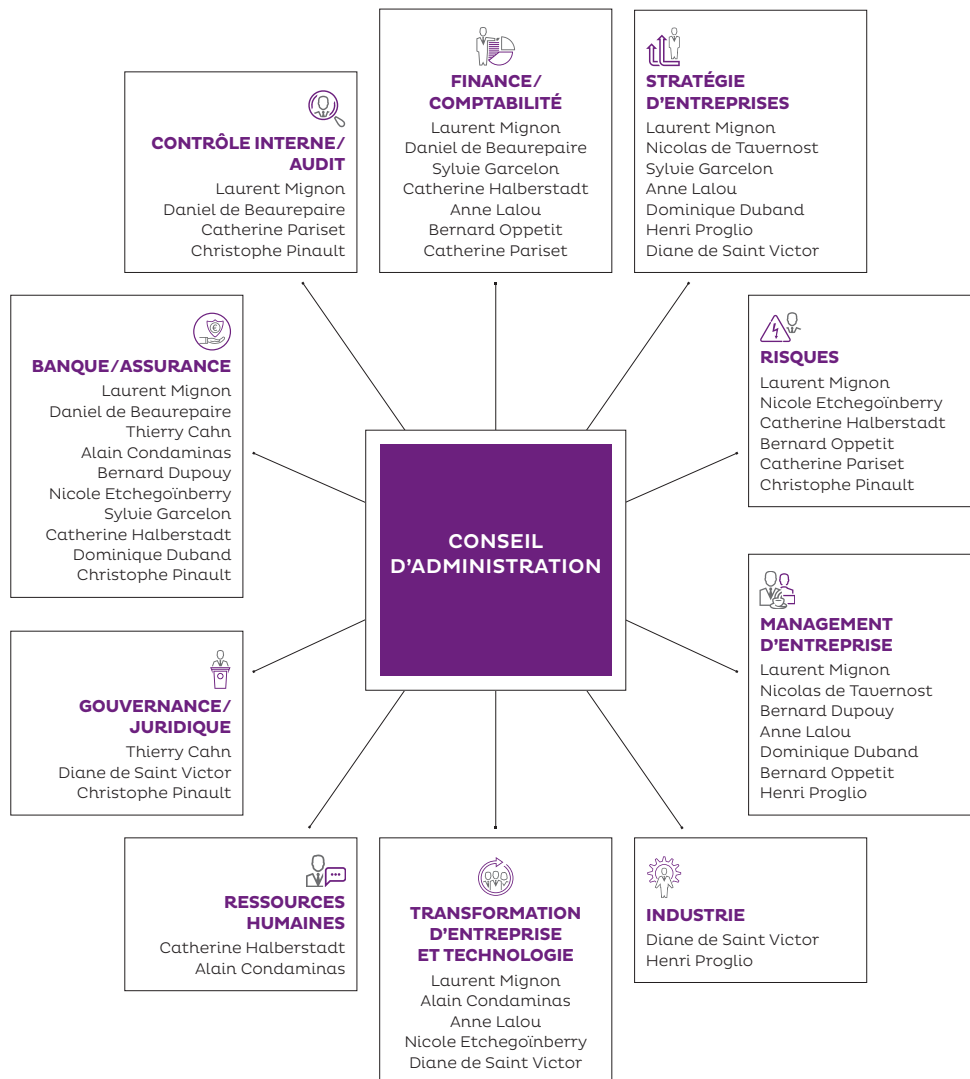 CONTRÔLE INTERNE/
AUDIT
Laurent Mignon
Daniel de Beaurepaire
Catherine Pariset
Christophe Pinault
FINANCE/
COMPTABILITÉ
Laurent Mignon
Daniel de Beaurepaire
Sylvie Garcelon
Catherine Halberstadt
Anne Lalou
Bernard Oppetit
Catherine Pariset
STRATÉGIE
D'ENTREPRISES
Laurent Mignon
Nicolas de Tavernost
Sylvie Garcelon
Anne Lalou
Dominique Duband
Henri Proglio
Diane de Saint Victor
BANQUE/ASSURANCE
Laurent Mignon
Daniel de Beaurepaire
Thierry Cahn
Alain Condaminas
Bernard Dupouy
Nicole Etchegoïnberry
Sylvie Garcelon
Catherine Halberstadt
Dominique Duband
Christophe Pinault
RISQUES
Laurent Mignon
Nicole Etchegoïnberry
Catherine Halberstadt
Bernard Oppetit
Catherine Pariset
Christophe Pinault
CONSEIL
D'ADMINISTRATION
GOUVERNANCE/
JURIDIQUE
Thierry Cahn
Diane de Saint Victor
Christophe Pinault
MANAGEMENT
D'ENTREPRISE
Laurent Mignon
Nicolas de Tavernost
Bernard Dupouy
Anne Lalou
Dominique Duband
Bernard Oppetit
Henri Proglio
RESSOURCES
HUMAINES
Catherine Halberstadt
Alain Condaminas
TRANSFORMATION
D'ENTREPRISE
ET TECHNOLOGIE
Laurent Mignon
Alain Condaminas
Anne Lalou
Nicole Etchegoïnberry
Diane de Saint Victor
INDUSTRIE
Diane de Saint Victor
Henri Proglio